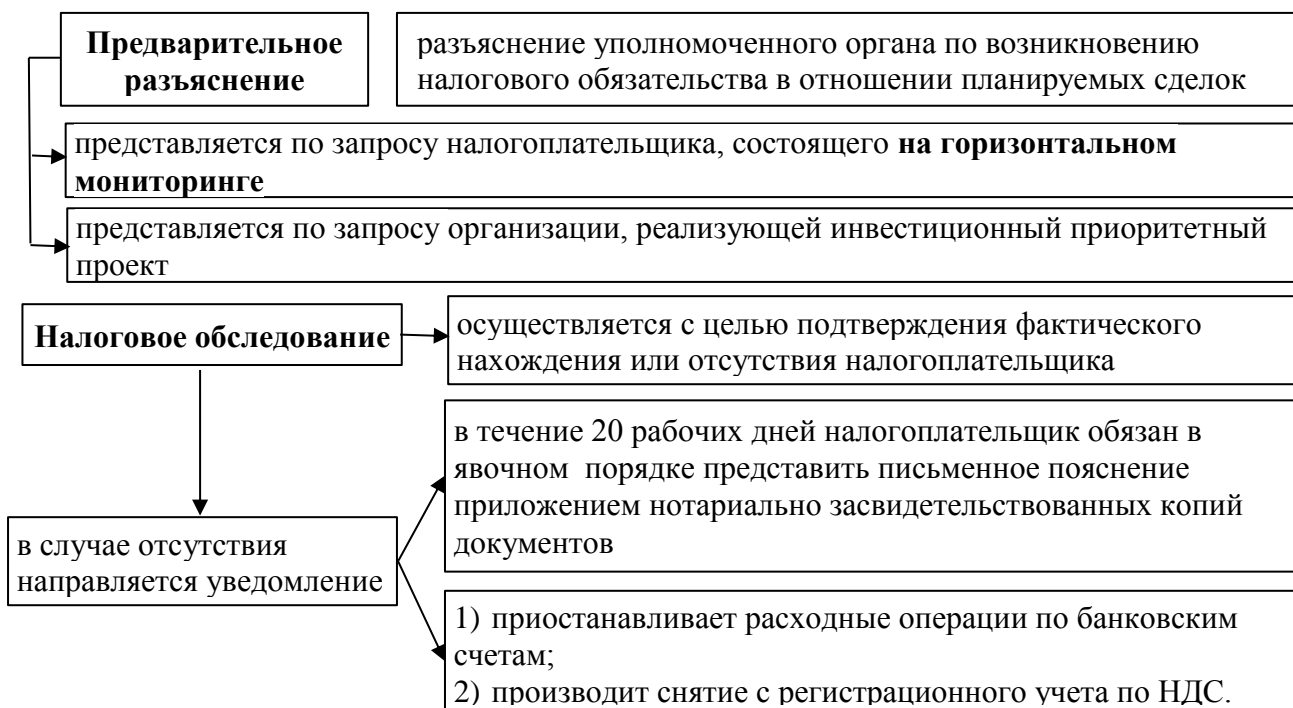 Предварительное
разъяснение
разъяснение уполномоченного органа по возникновению
налогового обязательства в отношении планируемых сделок
представляется по запросу налогоплательщика, состоящего на горизонтальном
мониторинге
представляется по запросу организации, реализующей инвестиционный приоритетный
проект
Налоговое обследование
осуществляется с целью подтверждения фактического
нахождения или отсутствия налогоплательщика
в течение 20 рабочих дней налогоплательщик обязан в
явочном порядке представить письменное пояснение
приложением нотариально засвидетельствованных копий
документов
в случае отсутствия
направляется уведомление
1) приостанавливает расходные операции по банковским
счетам;
2) производит снятие с регистрационного учета по НДС.